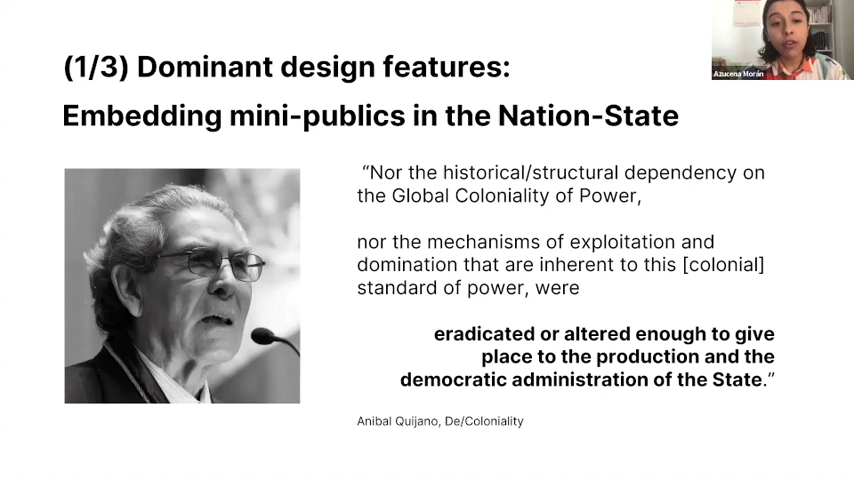 (1/3) Dominant design features:
Embedding mini-publics in the Nation-State
“Nor the historical/structural dependency on
the Global Coloniality of Power,
nor the mechanisms of exploitation and
domination that are inherent to this [colonial]
standard of power, were
eradicated or altered enough to give
place to the production and the
democratic administration of the State.”
Anibal Quijano, De/Coloniality
Azucena Morán